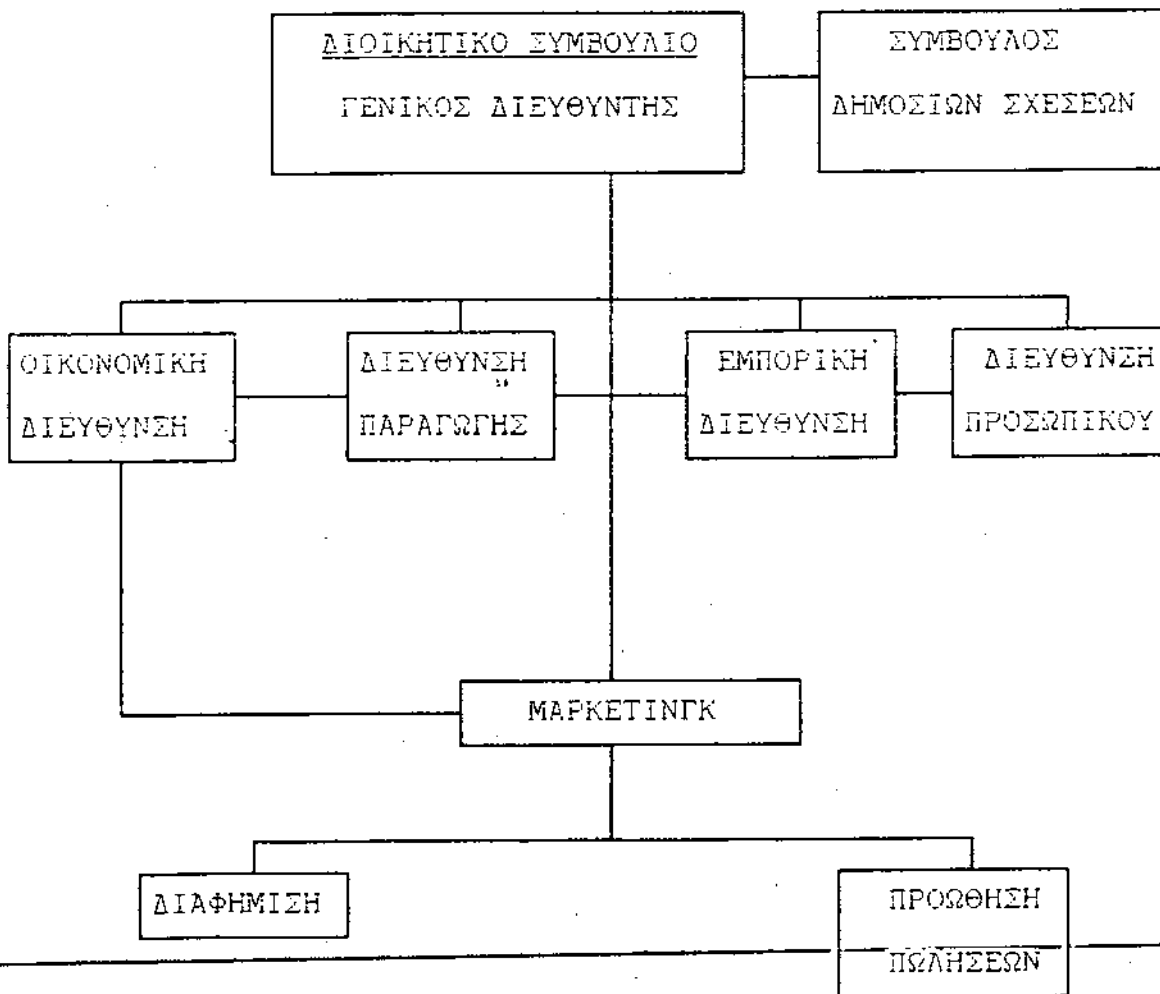 ΔΙΟΙΚΗΤΙΚΟ ΣΥΜΒΟΥΛΙΟ
ΓΕΝΙΚΟΣ ΔΙΕΥΘΥΝΤΗΣ
ΣΥΜΒΟΥΛΟΣ
ΔΗΜΟΣΙΩΝ ΣΧΕΣΕΩΝ
ΟΙΚΟΝΟΜΙΚΗ
ΔΙΕΥΘΥΝΣΗ
ΔΙΕΥΘΥΝΣΗ
ΠΑΡΑΓΩΓΗΣ
ΕΜΠΟΡΙΚΗ
ΔΙΕΥΘΥΝΣΗ
ΔΙΕΥΘΥΝΣΗ
ΠΡΟΣΩΠΙΚΟΥ
ΜΑΡΚΕΤΙΝΓΚ
ΔΙΑΦΗΜΙΣΗ
ΠΡΟΩΘΗΣΗ
ΠΩΛΗΣΕΩΝ